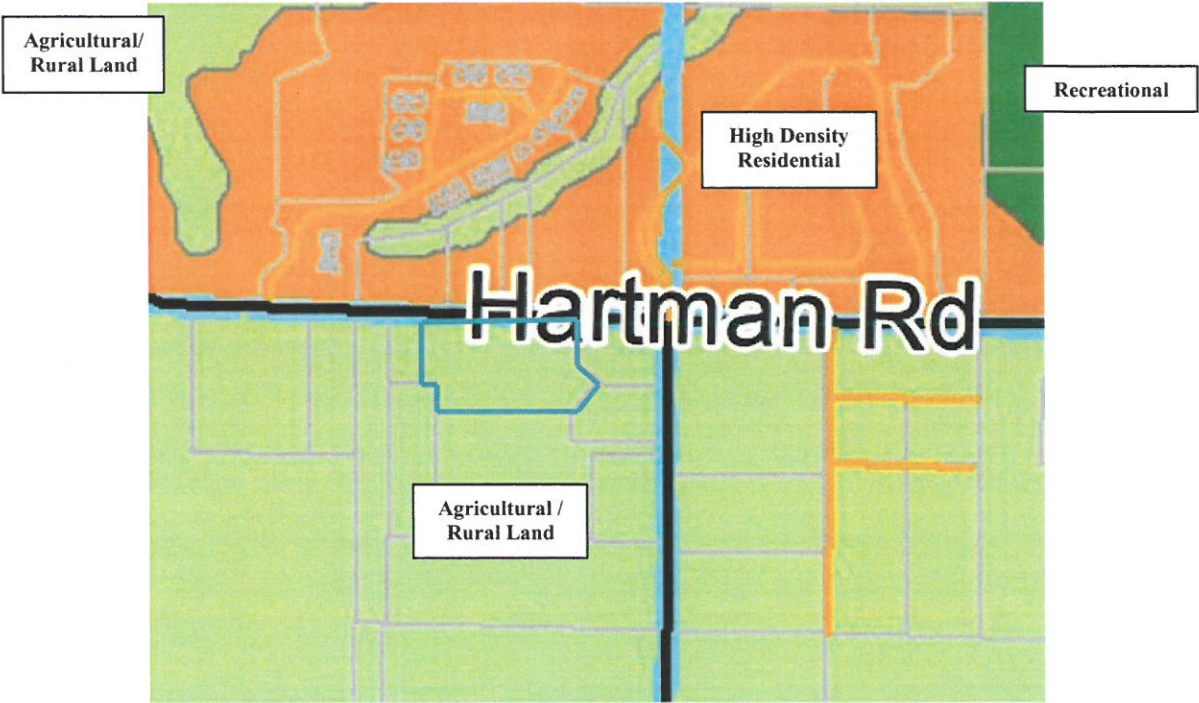 Agricultural/
Rural Land
Recreational
High Density
Residential
Hartman Rd
Agricultural /
Rural Land